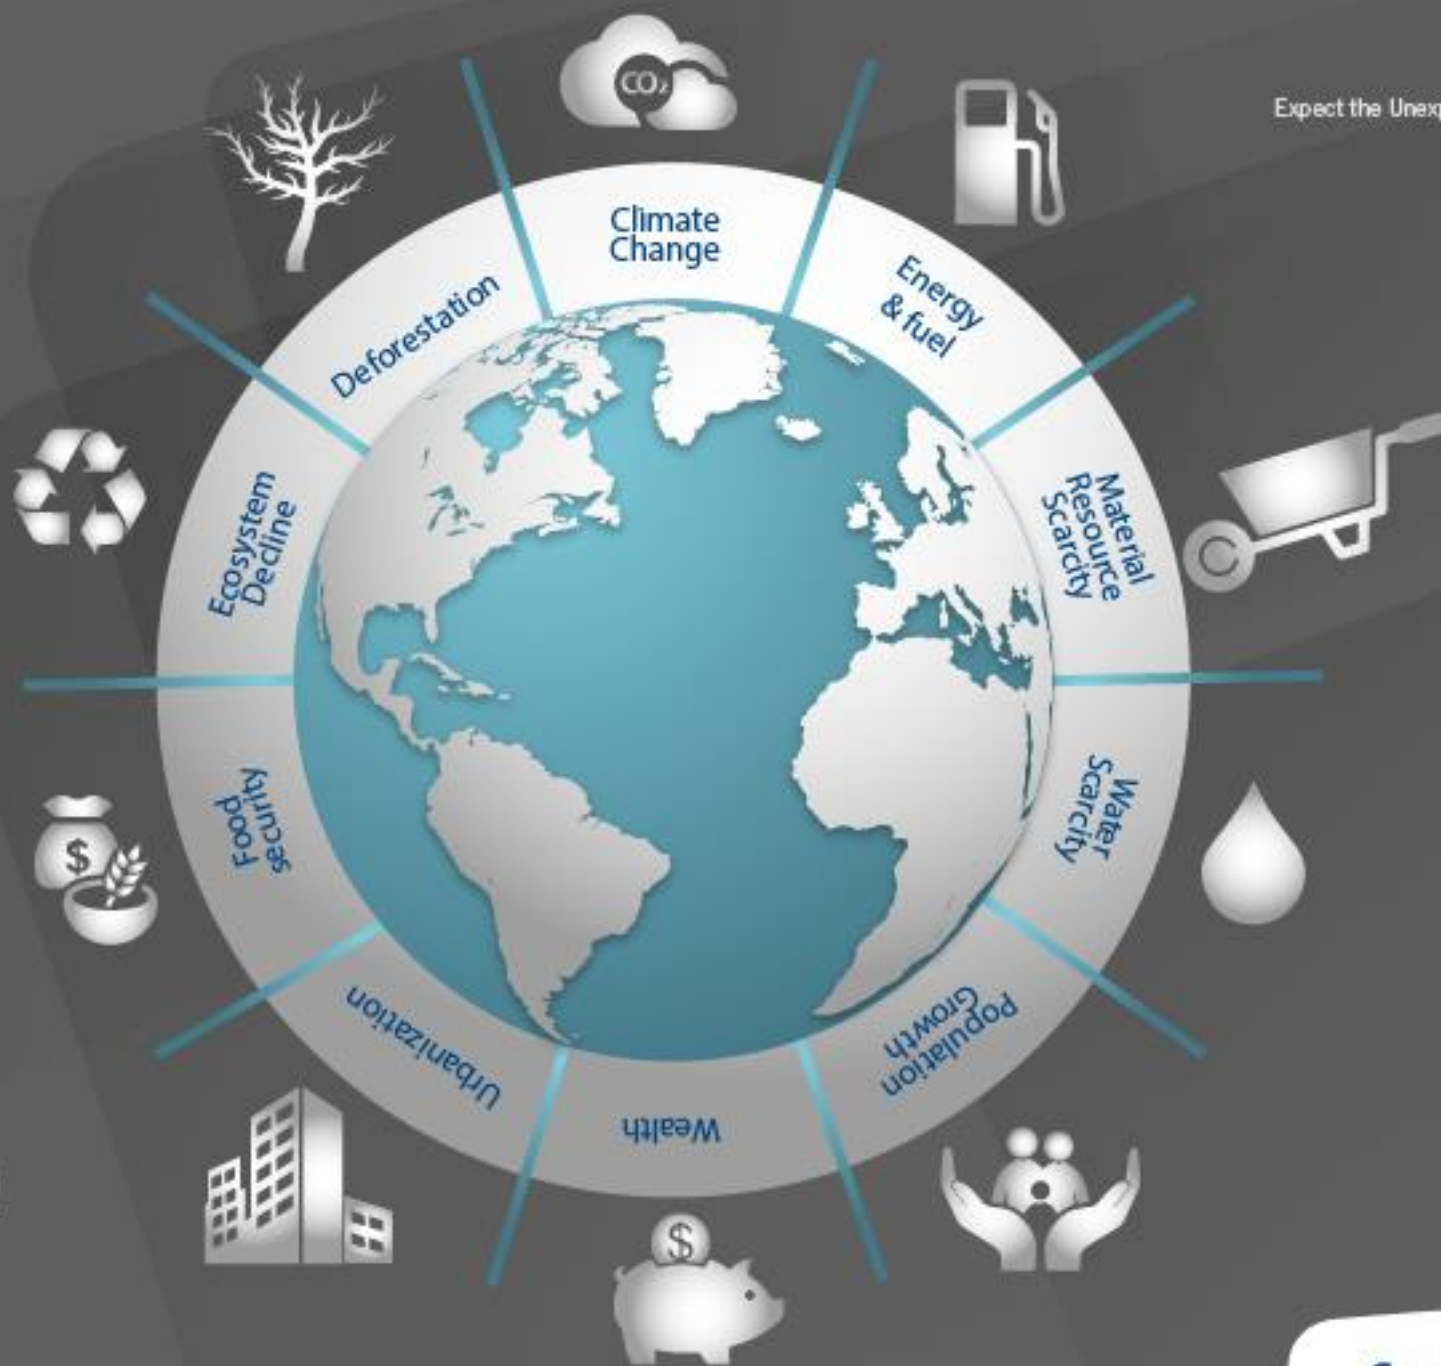 CO₂
Expect the
Climate
Change
Energy
& fuel
Material
Resource
Scarcity
Water
Scarcity
Population
Growth
Wealth
$
Urbanization
Food
security
$
Ecosystem
Decline
Deforestation